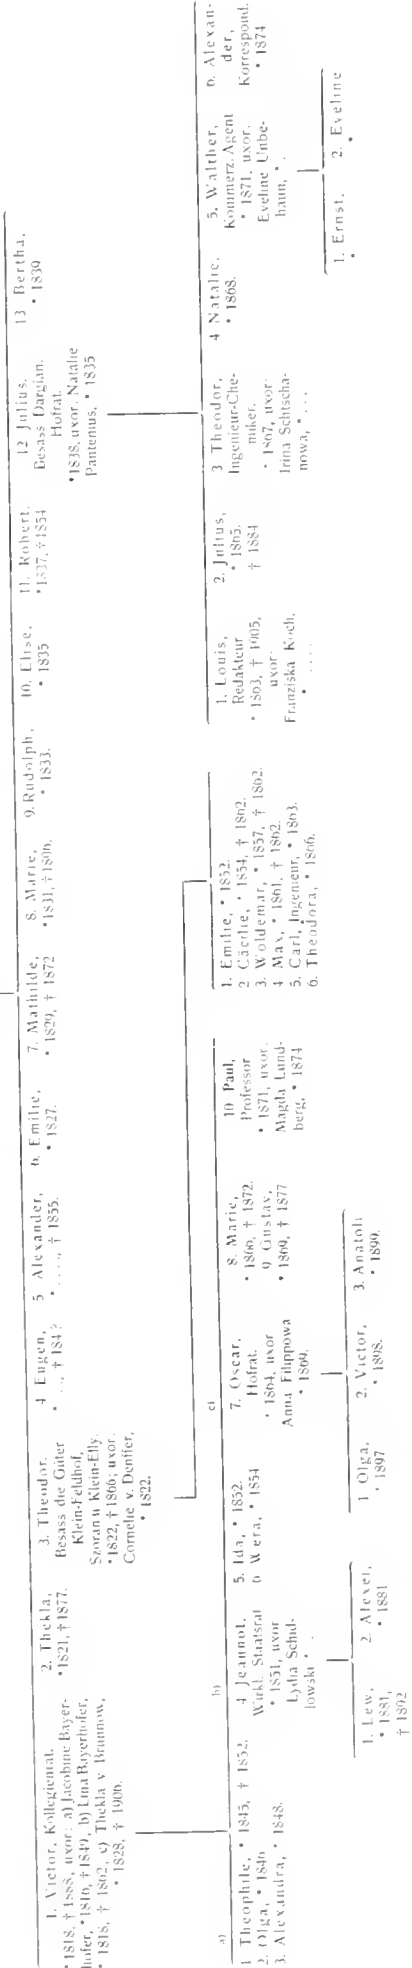 1. Victor, Kollegienrat,
* 1818, † 1888, uxor: a) Jacobine Bayer-
hofer, * 1816, † 1849, b) Lina Bayerhofer,
* 1818, † 1862, c) Thekla v. Brunnow,
* 1828, † 1906.
2. Thekla,
* 1821, † 1877.
3. Theodor.
Besass die Güter
Klein-Feldhof,
Szoran u Klein-Elly.
* 1822, † 1866; uxor.
Cornelie v. Denffer,
* 1822.
4 Eugen,
* ..., † 184?
5 Alexander,
* ...., † 1855.
6. Emilie,
* 1827.
7. Mathilde,
* 1829, † 1872
8. Marie,
* 1831, † 1896.
9. Rudolph,
* 1833.
10. Elise,
* 1835
11. Robert.
* 1837, † 1854
12 Julius.
Besass Dargian.
Hofrat.
* 1838, uxor. Natalie
Pantenius, * 1835
13 Bertha,
* 1839
a)
1 Theophile, * 1845, † 1852.
2. Olga, * 1846
3. Alexandra, * 1848.
b)
4 Jeannot,
Wirkl. Staatsrat
* 1851, uxor
Lydia Schid-
lowski * .
5. Ida, * 1852.
6 Wera, * 1854
c)
7. Oscar,
Hofrat.
* 1864, uxor
Anna Filippowa
* 1869.
8. Marie,
* 1866, † 1872.
9 Gustav,
* 1869, † 1877
10 Paul,
Professor
* 1871, uxor.
Magda Lund-
berg, * 1874
1. Emilie, * 1852.
2 Cäcilie, * 1854, † 1862.
3. Woldemar, * 1857, † 1862.
4 Max, * 1861, † 1862.
5. Carl, Ingenieur, * 1863.
6. Theodora, * 1866.
1. Louis,
Redakteur
* 1863, † 1905,
uxor
Franziska Koch,
* ....
2. Julius,
* 1865.
† 1884
3 Theodor,
Ingenieur-Che-
miker.
* 1867, uxor:
Irina Schtscha-
nowa, * ...
4 Natalie,
* 1868.
5. Walther,
Kommerz. Agent
* 1871, uxor.
Eveline Unbe-
haun, * .
6. Alexan-
der,
Korrespond.
* 1874
1. Lew,
* 1881,
† 1892
2. Alexei,
* 1881
1 Olga,
* 1897
2. Victor,
* 1898.
3. Anatoli
* 1899.
1. Ernst,
*
2. Eveline
*